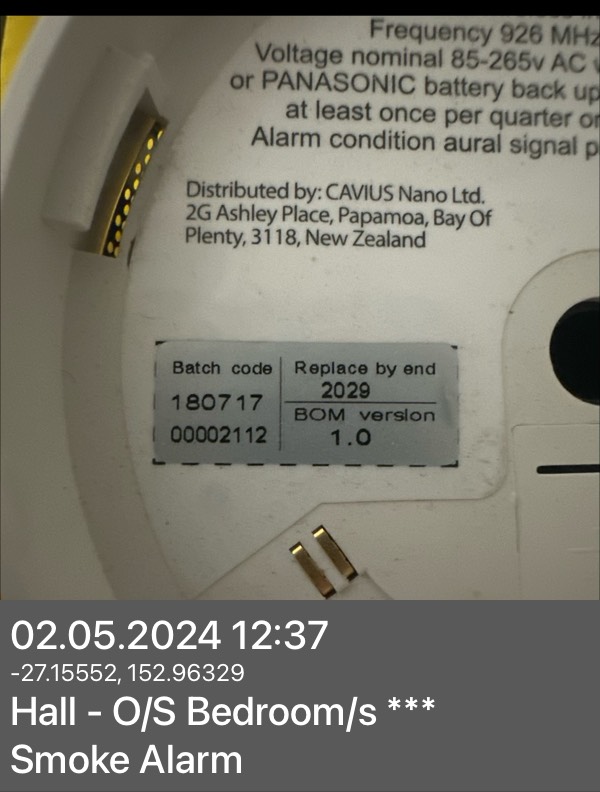 Frequency 926 MHz
Voltage nominal 85-265v AC
or PANASONIC battery back up
at least once per quarter or
Alarm condition aural signal
Distributed by: CAVIUS Nano Ltd.
2G Ashley Place, Papamoa, Bay Of
Plenty, 3118, New Zealand
Batch code
180717
00002112
Replace by end
2029
BOM version
1.0
02.05.2024 12:37
-27.15552, 152.96329
Hall - O/S Bedroom/s ***
Smoke Alarm